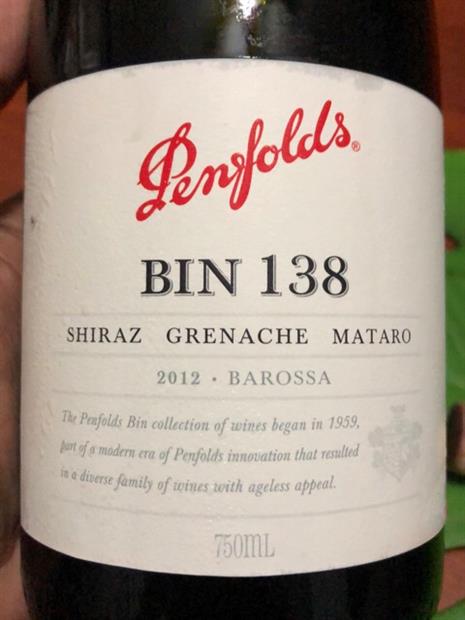 Penfolds®
BIN 138
SHIRAZ GRENACHE MATARO
2012 · BAROSSA
The Penfolds Bin collection of wines began in 1959,
part of a modern era of Penfolds innovation that resulted
in a diverse family of wines with ageless appeal.
750ML